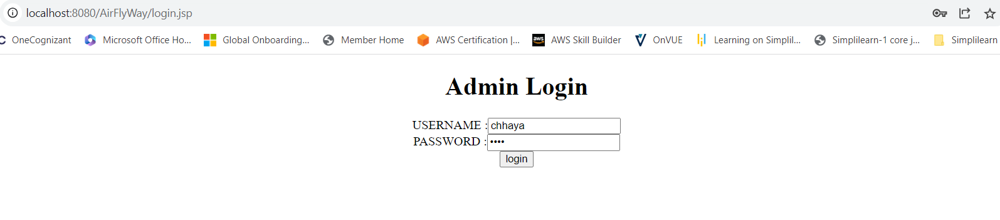 localhost:8080/AirFlyWay/login.jsp
OneCognizant Microsoft Office Ho... Global Onboarding... Member Home AWS Certification |... aws AWS Skill Builder OnVUE Learning on Simplil... Simplilearn-1 core j... Simplilearn
Admin Login
USERNAME :chhaya
PASSWORD :••••
login